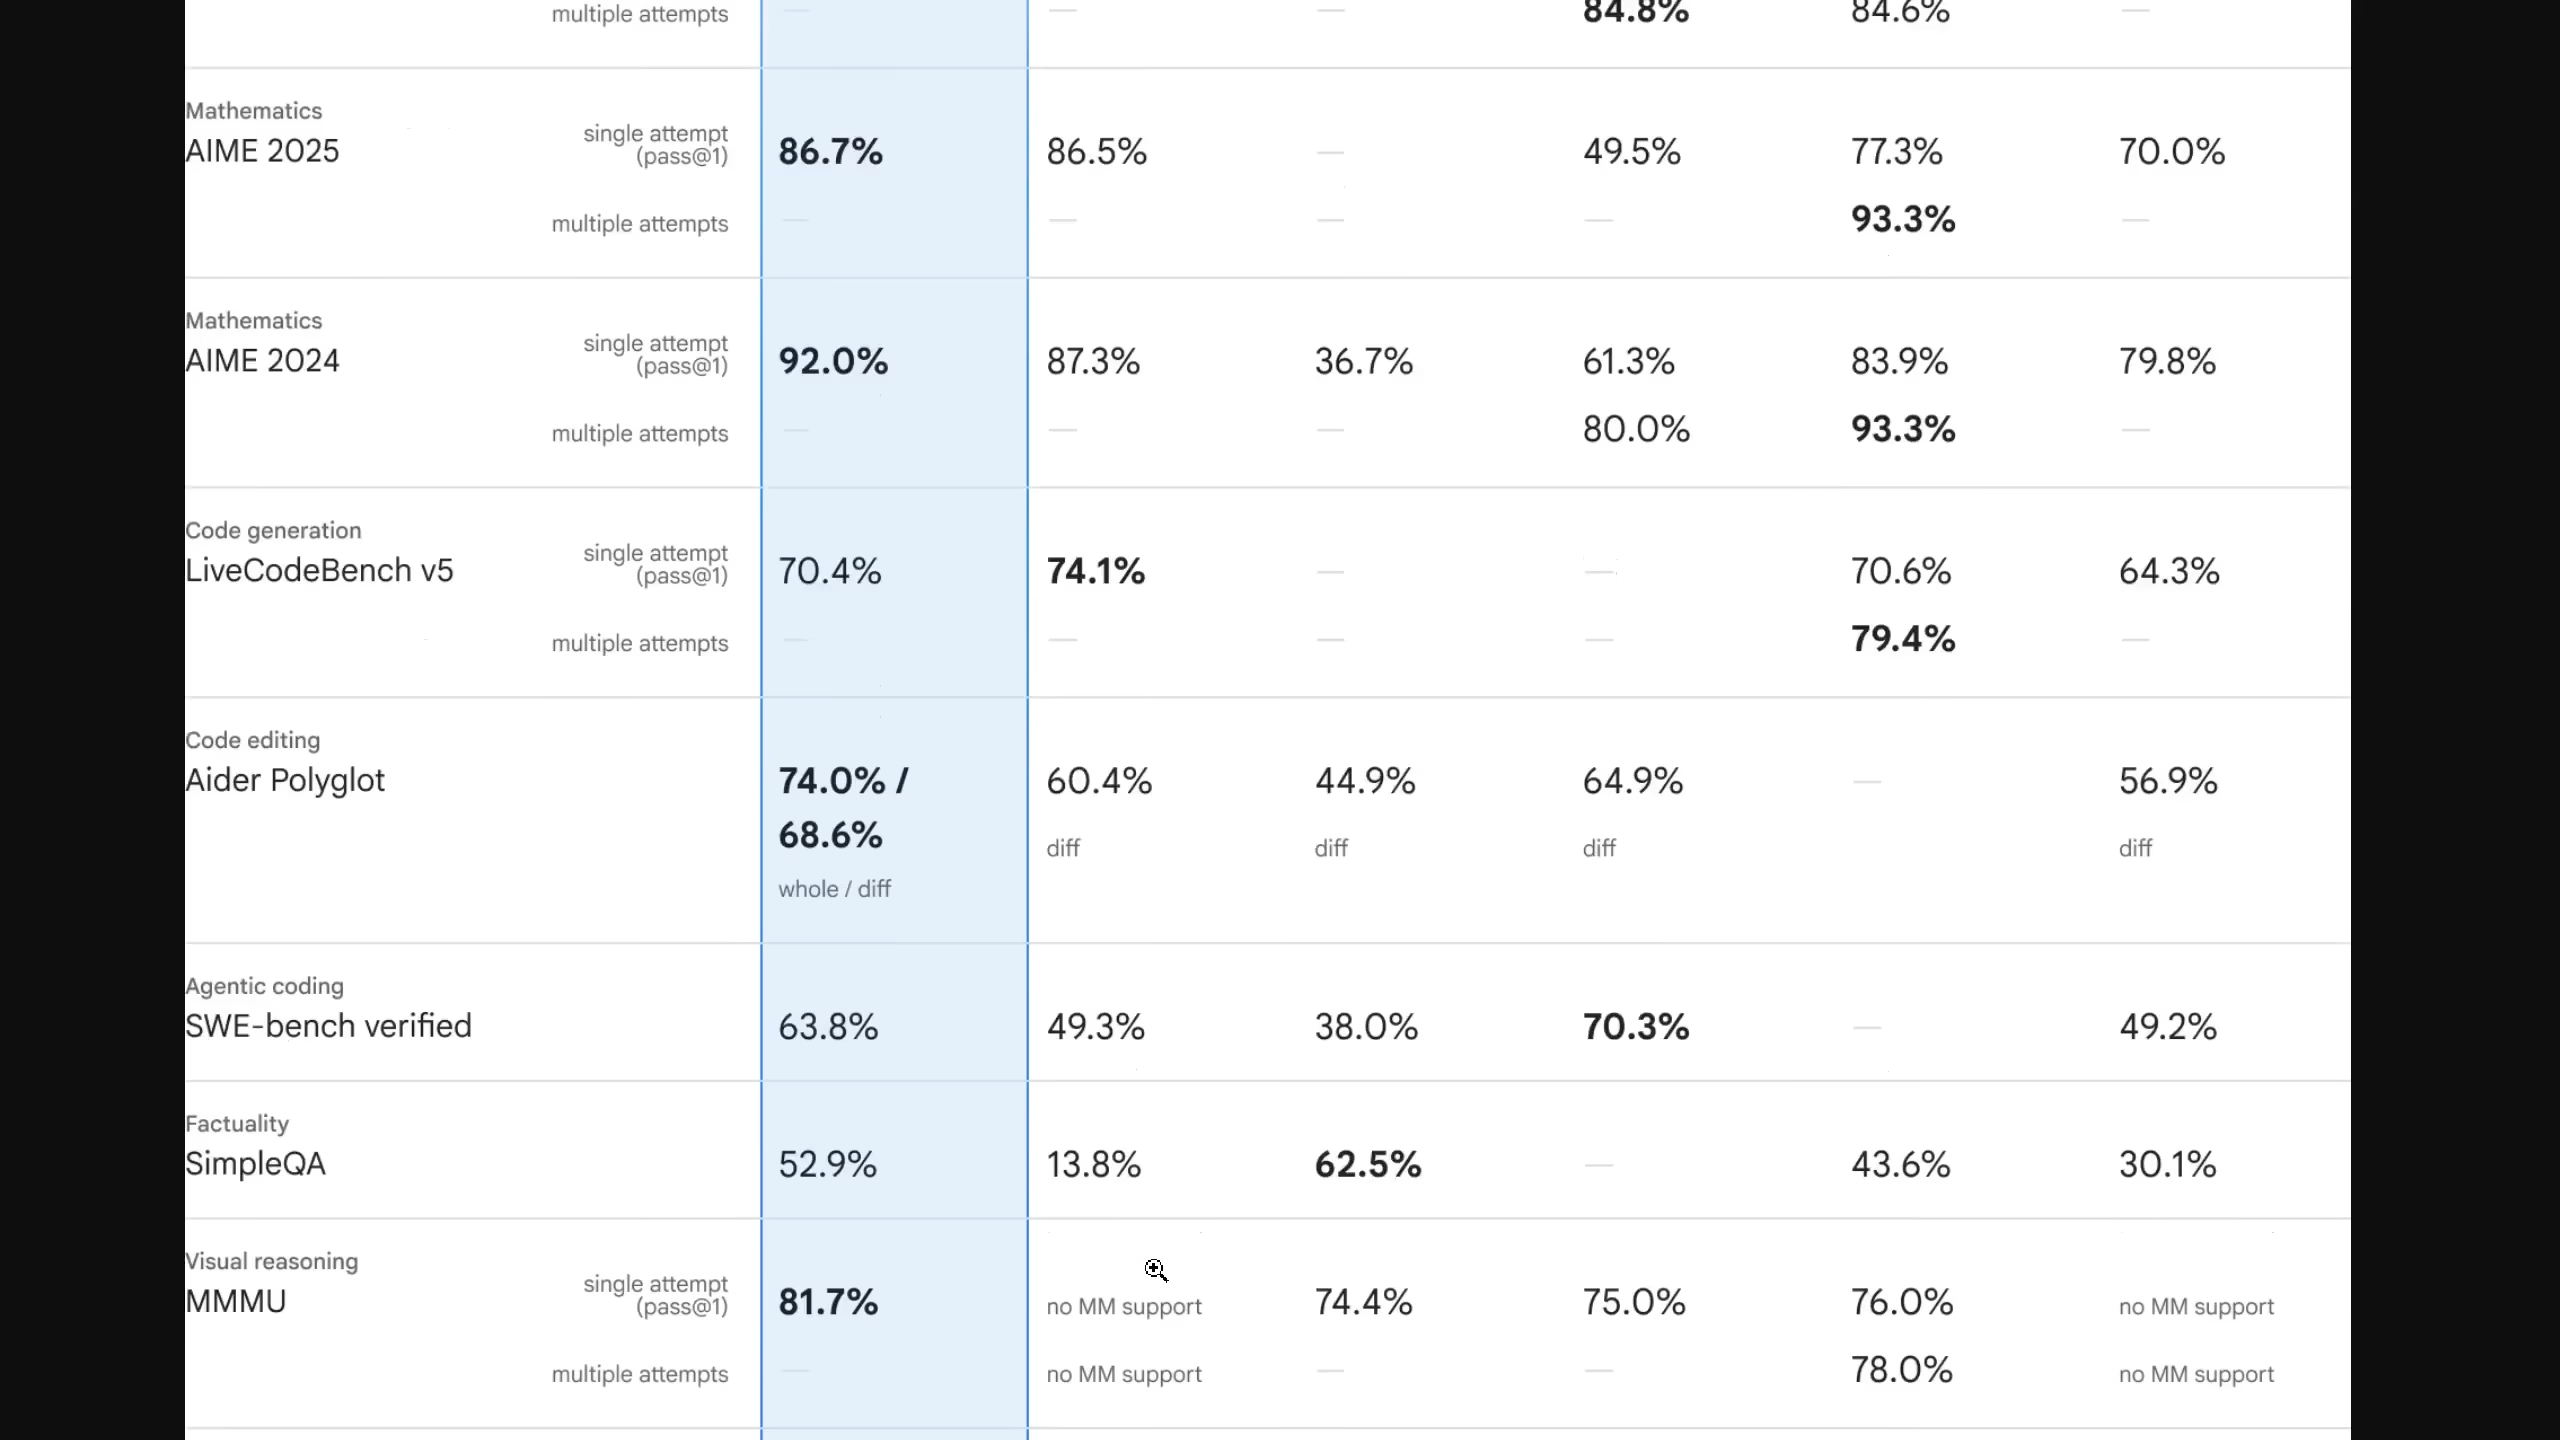 multiple attempts — — — 84.8% 84.6% —
Mathematics
AIME 2025 single attempt (pass@1) 86.7% 86.5% — 49.5% 77.3% 70.0%
multiple attempts — — — — 93.3% —
Mathematics
AIME 2024 single attempt (pass@1) 92.0% 87.3% 36.7% 61.3% 83.9% 79.8%
multiple attempts — — — 80.0% 93.3% —
Code generation
LiveCodeBench v5 single attempt (pass@1) 70.4% 74.1% — — 70.6% 64.3%
multiple attempts — — — — 79.4% —
Code editing
Aider Polyglot 74.0% / 60.4% 44.9% 64.9% — 56.9%
68.6%
diff diff diff diff
whole / diff
Agentic coding
SWE-bench verified 63.8% 49.3% 38.0% 70.3% — 49.2%
Factuality
SimpleQA 52.9% 13.8% 62.5% — 43.6% 30.1%
Visual reasoning
MMMU single attempt (pass@1) 81.7% no MM support 74.4% 75.0% 76.0% no MM support
multiple attempts — no MM support — — 78.0% no MM support